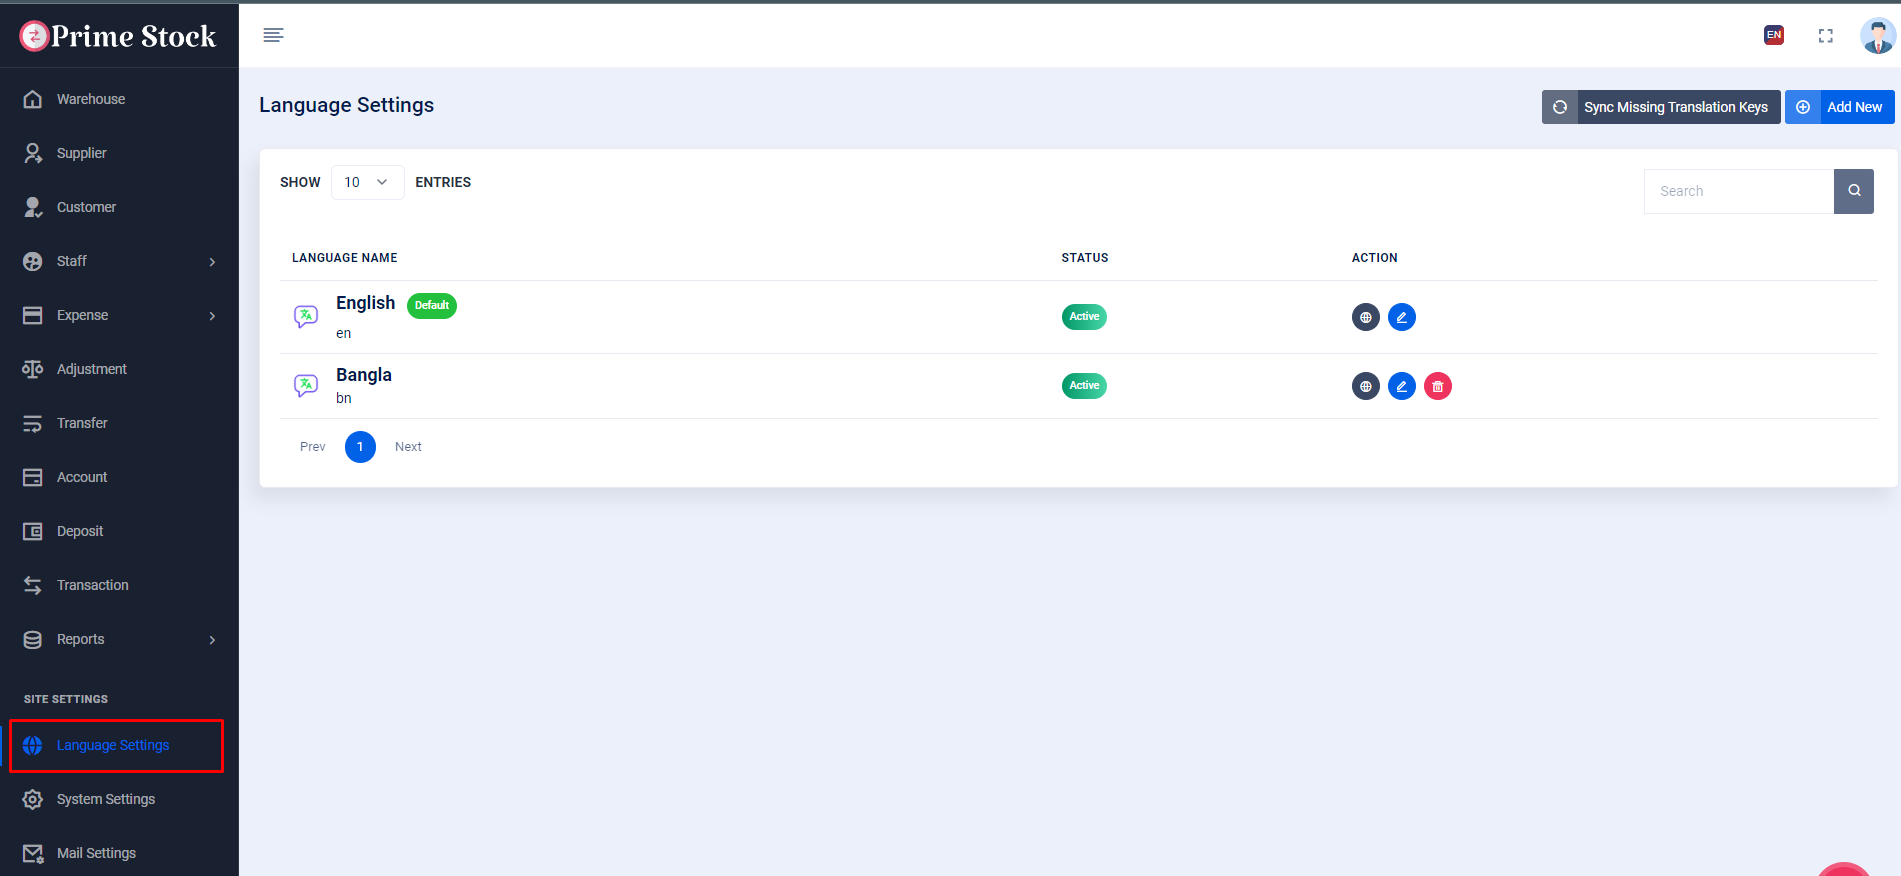 Prime Stock
EN
Warehouse
Supplier
Customer
Staff
Expense
Adjustment
Transfer
Account
Deposit
Transaction
Reports
SITE SETTINGS
Language Settings
System Settings
Mail Settings
Language Settings
Sync Missing Translation Keys
Add New
SHOW 10 ENTRIES
Search
LANGUAGE NAME STATUS ACTION
English Default
en
Active
Bangla
bn
Active
Prev 1 Next